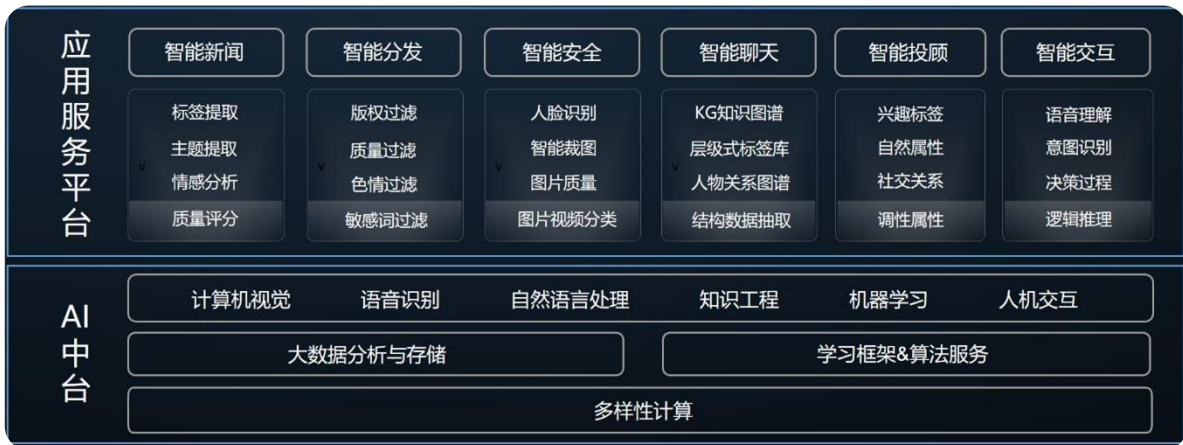 应用服务平台
智能新闻
标签提取
主题提取
情感分析
质量评分
智能分发
版权过滤
质量过滤
色情过滤
敏感词过滤
智能安全
人脸识别
智能裁图
图片质量
图片视频分类
智能聊天
KG知识图谱
层级式标签库
人物关系图谱
结构数据抽取
智能投顾
兴趣标签
自然属性
社交关系
调性属性
智能交互
语音理解
意图识别
决策过程
逻辑推理
AI中台
计算机视觉 语音识别 自然语言处理 知识工程 机器学习 人机交互
大数据分析与存储
学习框架&算法服务
多样性计算